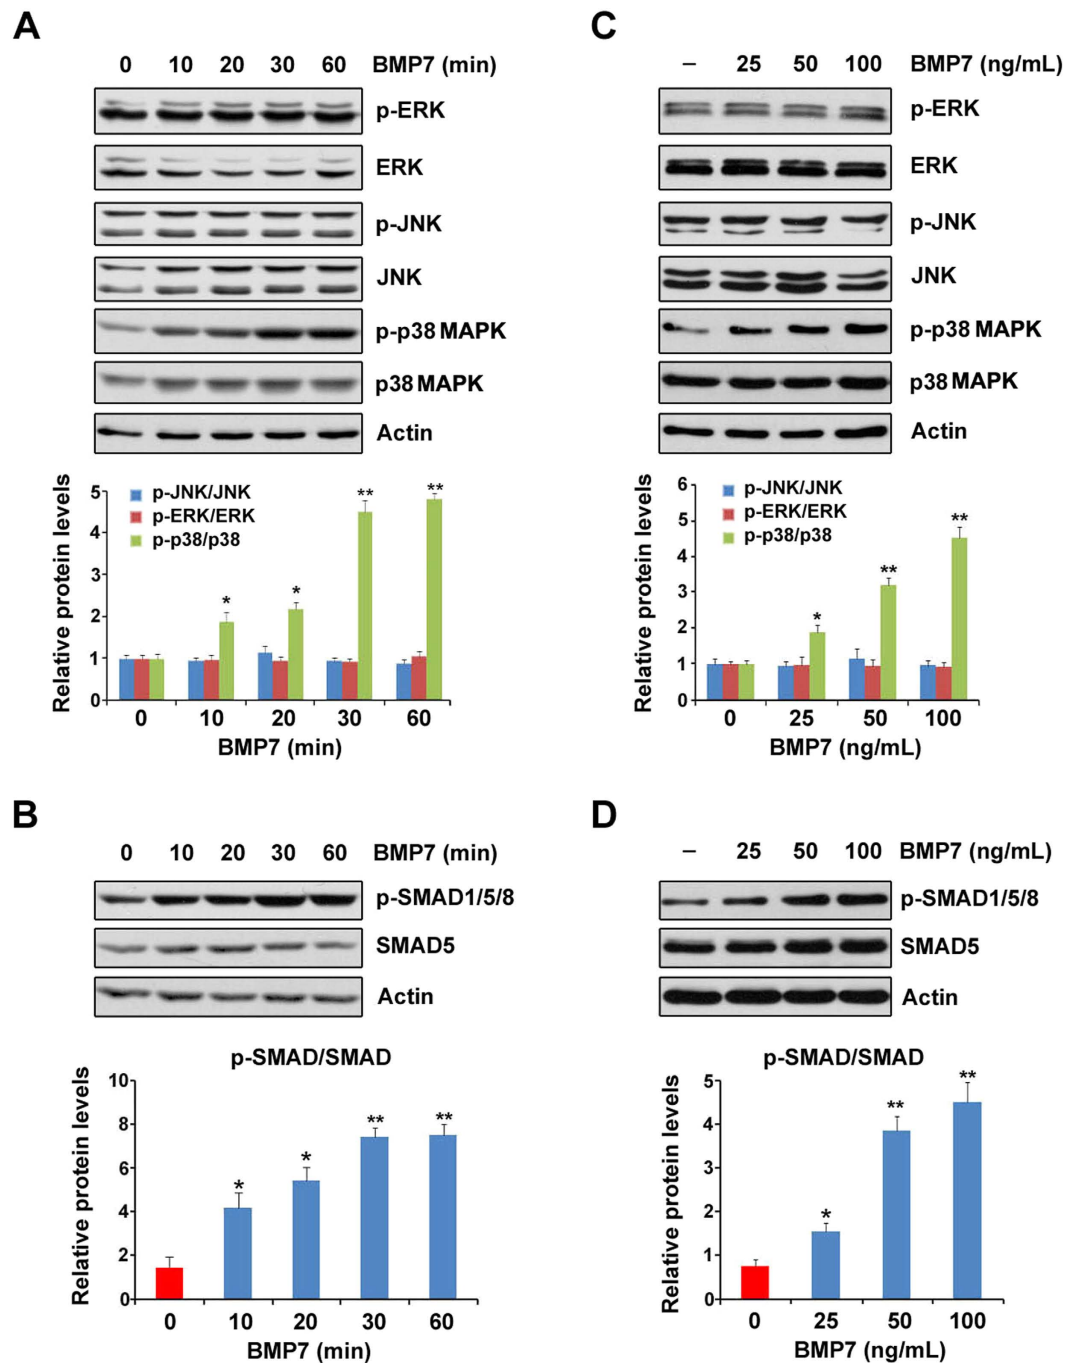 A
0 10 20 30 60 BMP7 (min)
p-ERK
ERK
p-JNK
JNK
p-p38 MAPK
p38 MAPK
Actin
Relative protein levels
5
4
3
2
1
0
p-JNK/JNK
p-ERK/ERK
p-p38/p38
* * ** **
0 10 20 30 60
BMP7 (min)
C
– 25 50 100 BMP7 (ng/mL)
p-ERK
ERK
p-JNK
JNK
p-p38 MAPK
p38 MAPK
Actin
Relative protein levels
6
5
4
3
2
1
0
p-JNK/JNK
p-ERK/ERK
p-p38/p38
* ** **
0 25 50 100
BMP7 (ng/mL)
B
0 10 20 30 60 BMP7 (min)
p-SMAD1/5/8
SMAD5
Actin
p-SMAD/SMAD
Relative protein levels
10
8
6
4
2
0
* * ** **
0 10 20 30 60
BMP7 (min)
D
– 25 50 100 BMP7 (ng/mL)
p-SMAD1/5/8
SMAD5
Actin
p-SMAD/SMAD
Relative protein levels
5
4
3
2
1
0
* ** **
0 25 50 100
BMP7 (ng/mL)